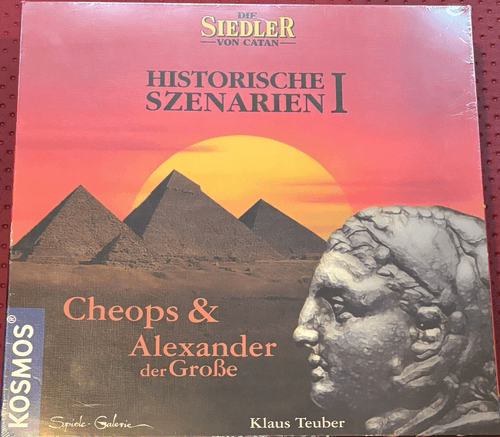 DIE
SIEDLER
VON CATAN
HISTORISCHE
SZENARIEN I
Cheops &
Alexander
der Große
KOSMOS®
Spiele-Galerie
Klaus Teuber